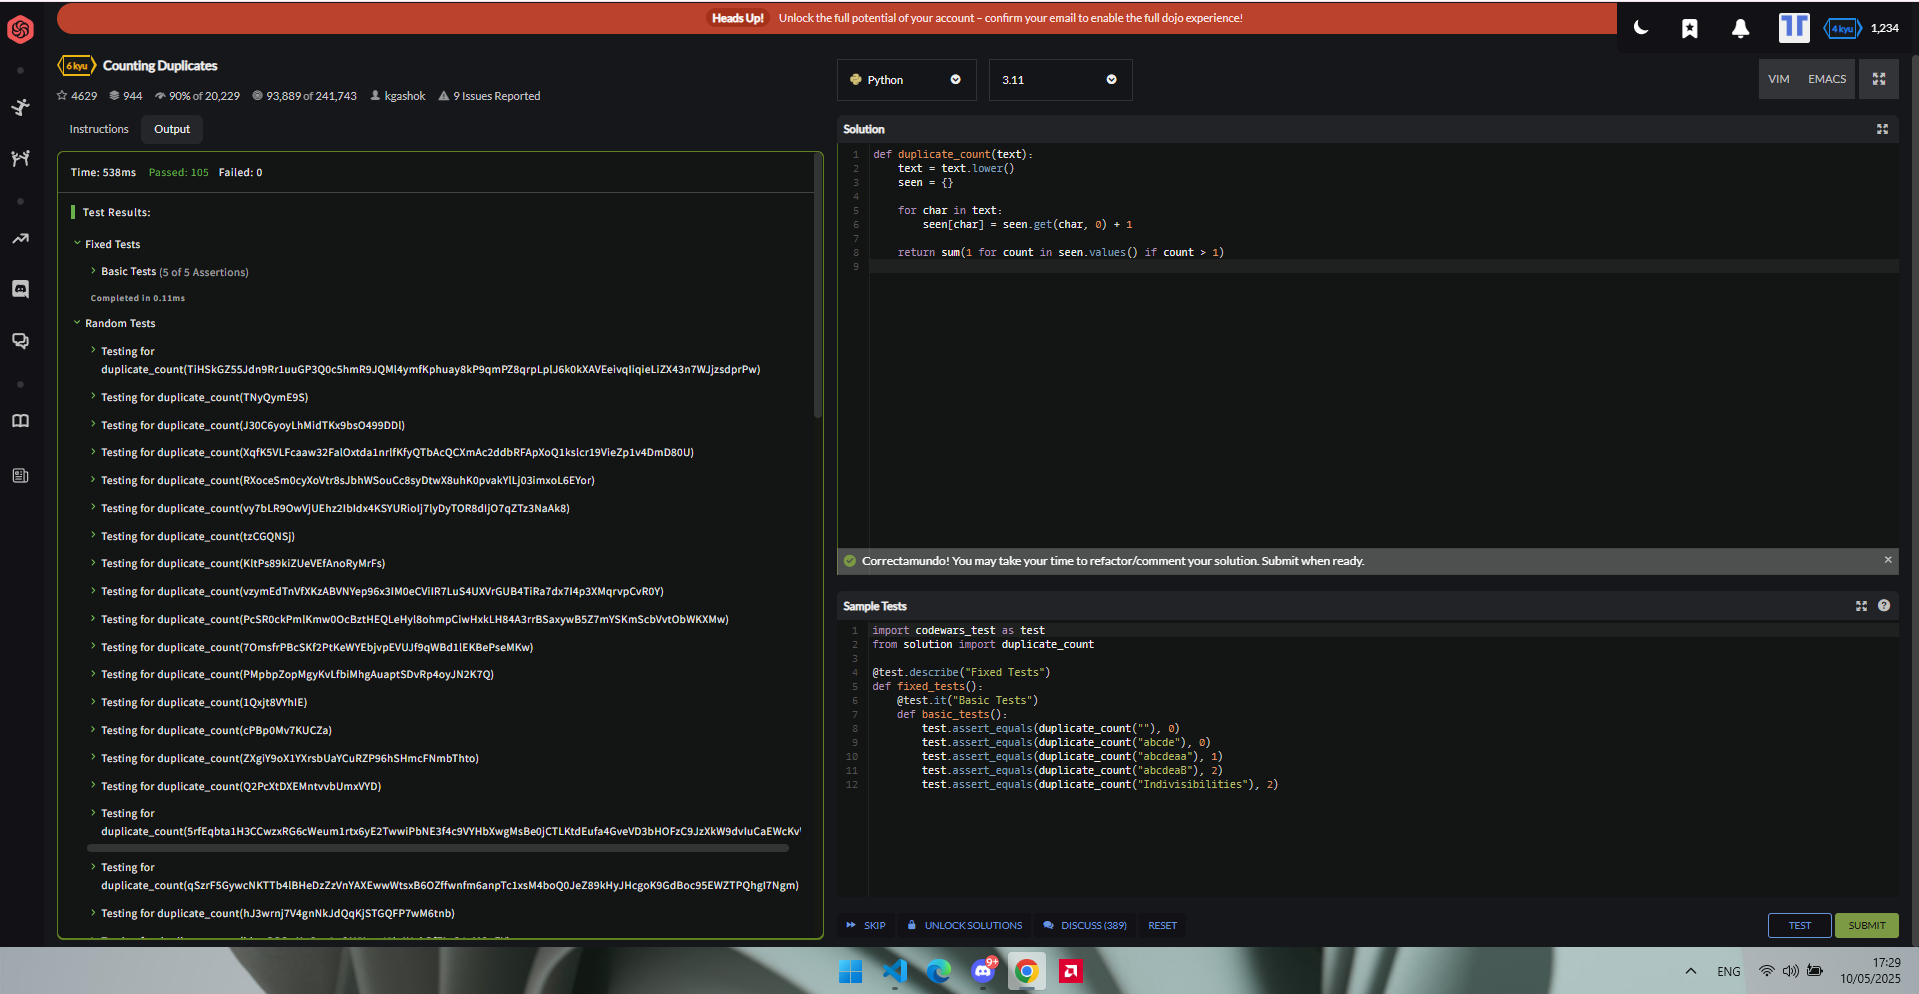 Heads Up! Unlock the full potential of your account – confirm your email to enable the full dojo experience!
4 kyu 1,234
6 kyu Counting Duplicates
4629 944 90% of 20,229 93,889 of 241,743 kgashok 9 Issues Reported
Instructions Output
Time: 538ms Passed: 105 Failed: 0
Test Results:
Fixed Tests
Basic Tests (5 of 5 Assertions)
Completed in 0.11ms
Random Tests
Testing for
duplicate_count(TiHSkGZ55Jdn9Rr1uuGP3Q0c5hmR9JQMl4ymfKphuay8kP9qmPZ8qrpLplJ6k0kXAVEeivqIiqieLiZX43n7WJjzsdprPw)
Testing for duplicate_count(TNyQymE9S)
Testing for duplicate_count(J30C6yoyLhMidTKx9bsO499DDl)
Testing for duplicate_count(XqfK5VLFcaaw32FalOxtda1nrlfKfyQTbAcQCXmAc2ddbRFApXoQ1kslcr19VieZp1v4DmD80U)
Testing for duplicate_count(RXoceSm0cyXoVtr8sJbhWSouCc8syDtwX8uhK0pvakYlLj03imxoL6EYor)
Testing for duplicate_count(vy7bLR9OwVjUEhz2IbIdx4KSYURioIj7lyDyTOR8dIjO7qZTz3NaAk8)
Testing for duplicate_count(tzCGQNSj)
Testing for duplicate_count(KltPs89kiZUeVEfAnoRyMrFs)
Testing for duplicate_count(vzymEdTnVfXKzABVNYep96x3IM0eCViIR7LuS4UXVrGUB4TiRa7dx7I4p3XMqrvpCvR0Y)
Testing for duplicate_count(PcSR0ckPmlKmw0OcBztHEQLeHyl8ohmpCiwHxkLH84A3rrBSaxywB5Z7mYSKmScbVvtObWKXMw)
Testing for duplicate_count(7OmsfrPBcSKf2PtKeWYEbjvpEVUJf9qWBd1lEKBePseMKw)
Testing for duplicate_count(PMpbpZopMgyKvLfbiMhgAuaptSDvRp4oyJN2K7Q)
Testing for duplicate_count(1Qxjt8VYhIE)
Testing for duplicate_count(cPBp0Mv7KUCZa)
Testing for duplicate_count(ZXgiY9oX1YXrsbUaYCuRZP96hSHmcFNmbThto)
Testing for duplicate_count(Q2PcXtDXEMntvvbUmxVYD)
Testing for
duplicate_count(5rfEqbta1H3CCwzxRG6cWeum1rtx6yE2TwwiPbNE3f4c9VYHbXwgMsBe0jCTLKtdEufa4GveVD3bHOFzC9JzXkW9dvIuCaEWcKv
Testing for
duplicate_count(qSzrF5GywcNKTTb4lBHeDzZzVnYAXEwwWtsxB6OZffwnfm6anpTc1xsM4boQ0JeZ89kHyJHcgoK9GdBoc95EWZTPQhgI7Ngm)
Testing for duplicate_count(hJ3wrnj7V4gnNkJdQqKjSTGQFP7wM6tnb)
Python 3.11 VIM EMACS
Solution
1 def duplicate_count(text):
2 text = text.lower()
3 seen = {}
4
5 for char in text:
6 seen[char] = seen.get(char, 0) + 1
7
8 return sum(1 for count in seen.values() if count > 1)
9
Correctamundo! You may take your time to refactor/comment your solution. Submit when ready.
Sample Tests
1 import codewars_test as test
2 from solution import duplicate_count
3
4 @test.describe("Fixed Tests")
5 def fixed_tests():
6 @test.it("Basic Tests")
7 def basic_tests():
8 test.assert_equals(duplicate_count(""), 0)
9 test.assert_equals(duplicate_count("abcde"), 0)
10 test.assert_equals(duplicate_count("abcdeaa"), 1)
11 test.assert_equals(duplicate_count("abcdeaB"), 2)
12 test.assert_equals(duplicate_count("Indivisibilities"), 2)
SKIP UNLOCK SOLUTIONS DISCUSS (389) RESET TEST SUBMIT
9+
ENG
17:29
10/05/2025